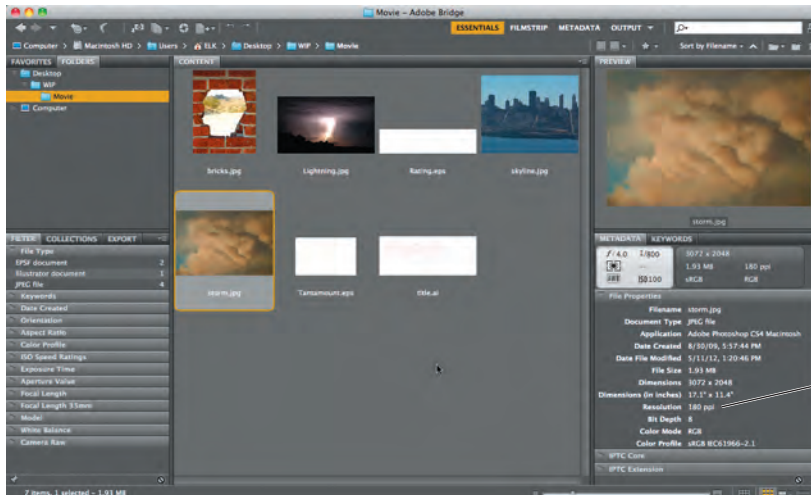 Movie – Adobe Bridge
ESSENTIALS FILMSTRIP METADATA OUTPUT
Computer > Macintosh HD > Users > ELK > Desktop > WIP > Movie
Sort by Filename
FAVORITES FOLDERS
Desktop
WIP
Movie
Computer
CONTENT
bricks.jpg
Lightning.jpg
Rating.eps
skyline.jpg
storm.jpg
Tantamount.eps
title.ai
PREVIEW
storm.jpg
FILTER COLLECTIONS EXPORT
File Type
EPSF document 2
Illustrator document 1
JPEG file 4
Keywords
Date Created
Orientation
Aspect Ratio
Color Profile
ISO Speed Ratings
Exposure Time
Aperture Value
Focal Length
Focal Length 35mm
Model
White Balance
Camera Raw
METADATA KEYWORDS
f/4.0 1/800
ISO100
3072 x 2048
1.93 MB 180 ppi
sRGB RGB
File Properties
Filename storm.jpg
Document Type JPEG file
Application Adobe Photoshop CS4 Macintosh
Date Created 8/30/09, 5:57:44 PM
Date File Modified 5/11/12, 1:20:46 PM
File Size 1.93 MB
Dimensions 3072 x 2048
Dimensions (in inches) 17.1" x 11.4"
Resolution 180 ppi
Bit Depth 8
Color Mode RGB
Color Profile sRGB IEC61966-2.1
IPTC Core
IPTC Extension
7 items, 1 selected – 1.93 MB